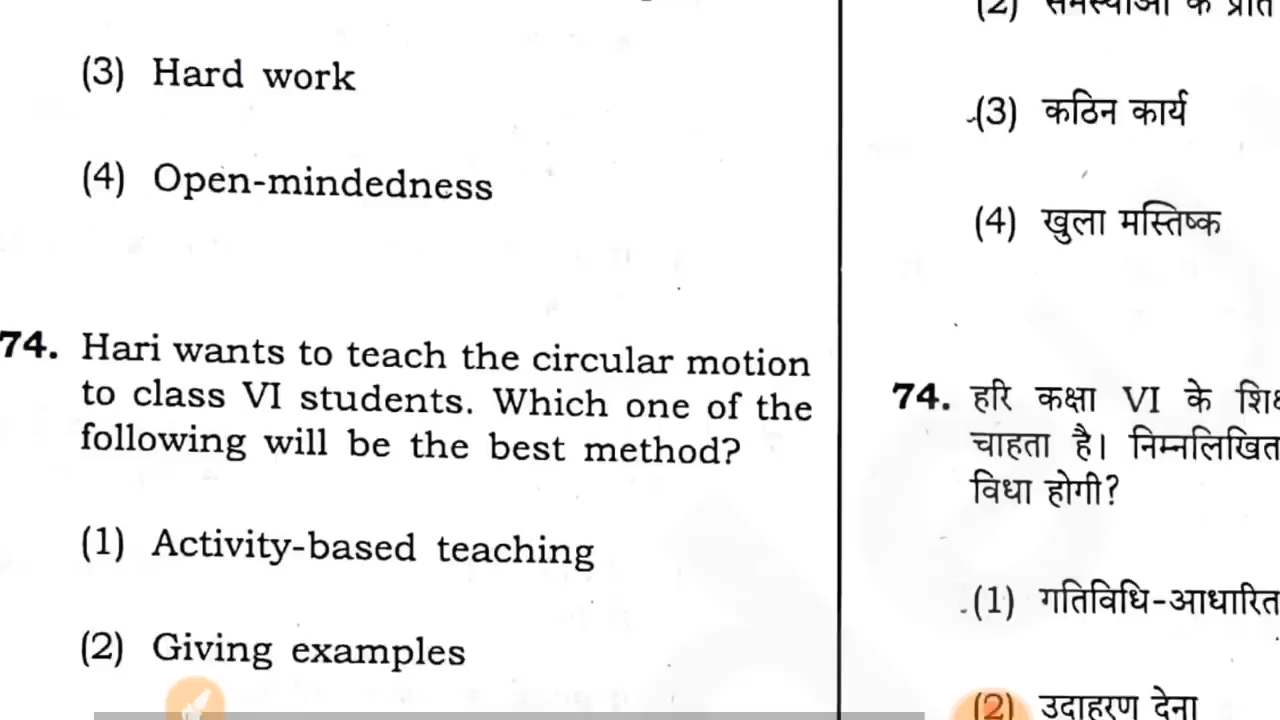 (3) Hard work
(4) Open-mindedness
74. Hari wants to teach the circular motion
to class VI students. Which one of the
following will be the best method?
(1) Activity-based teaching
(2) Giving examples
(3) कठिन कार्य
(4) खुला मस्तिष्क
74. हरि कक्षा VI के
चाहता है। निम्नलिखित
विधा होगी?
(1) गतिविधि-आधारित
(2) उदाहरण देना